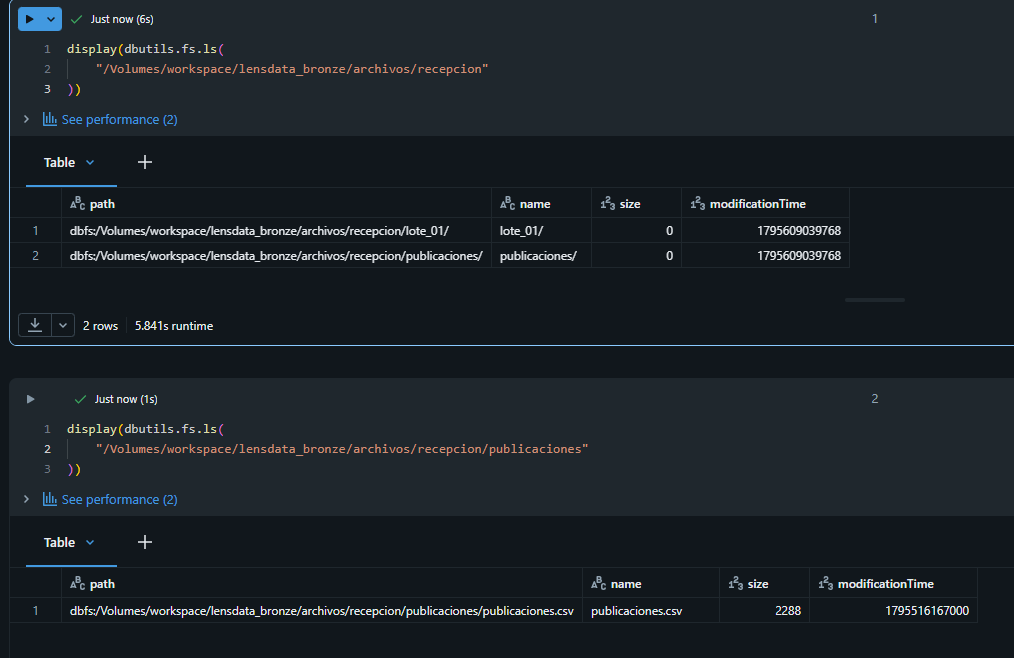 Just now (6s) 1
1 display(dbutils.fs.ls(
2 "/Volumes/workspace/lensdata_bronze/archivos/recepcion"
3 ))
See performance (2)
Table
path name size modificationTime
1 dbfs:/Volumes/workspace/lensdata_bronze/archivos/recepcion/lote_01/ lote_01/ 0 1795609039768
2 dbfs:/Volumes/workspace/lensdata_bronze/archivos/recepcion/publicaciones/ publicaciones/ 0 1795609039768
2 rows 5.841s runtime
Just now (1s) 2
1 display(dbutils.fs.ls(
2 "/Volumes/workspace/lensdata_bronze/archivos/recepcion/publicaciones"
3 ))
See performance (2)
Table
path name size modificationTime
1 dbfs:/Volumes/workspace/lensdata_bronze/archivos/recepcion/publicaciones/publicaciones.csv publicaciones.csv 2288 1795516167000